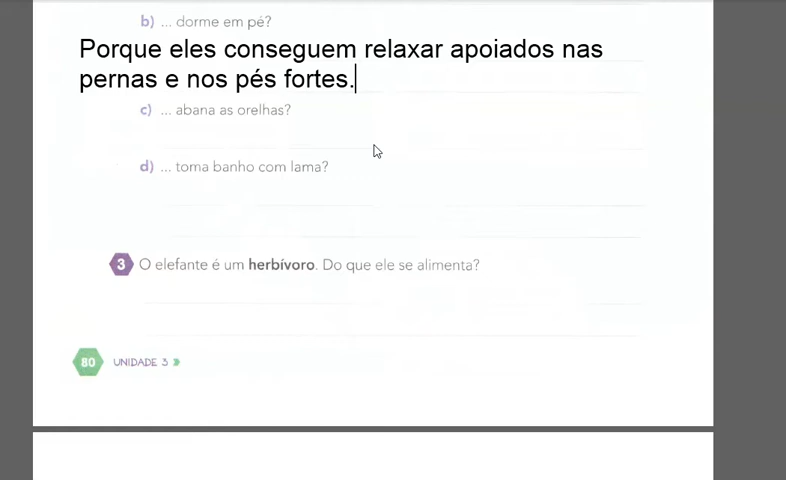 b) ... dorme em pé?
Porque eles conseguem relaxar apoiados nas
pernas e nos pés fortes.
c) ... abana as orelhas?
d) ... toma banho com lama?
3 O elefante é um herbívoro. Do que ele se alimenta?
80 UNIDADE 3